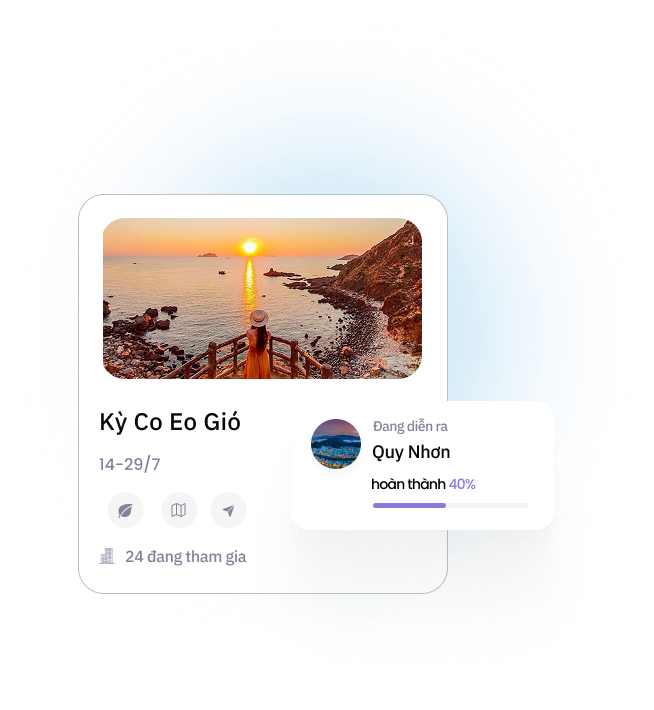 Kỳ Co Eo Gió
14-29/7
24 đang tham gia
Đang diễn ra
Quy Nhơn
hoàn thành 40%